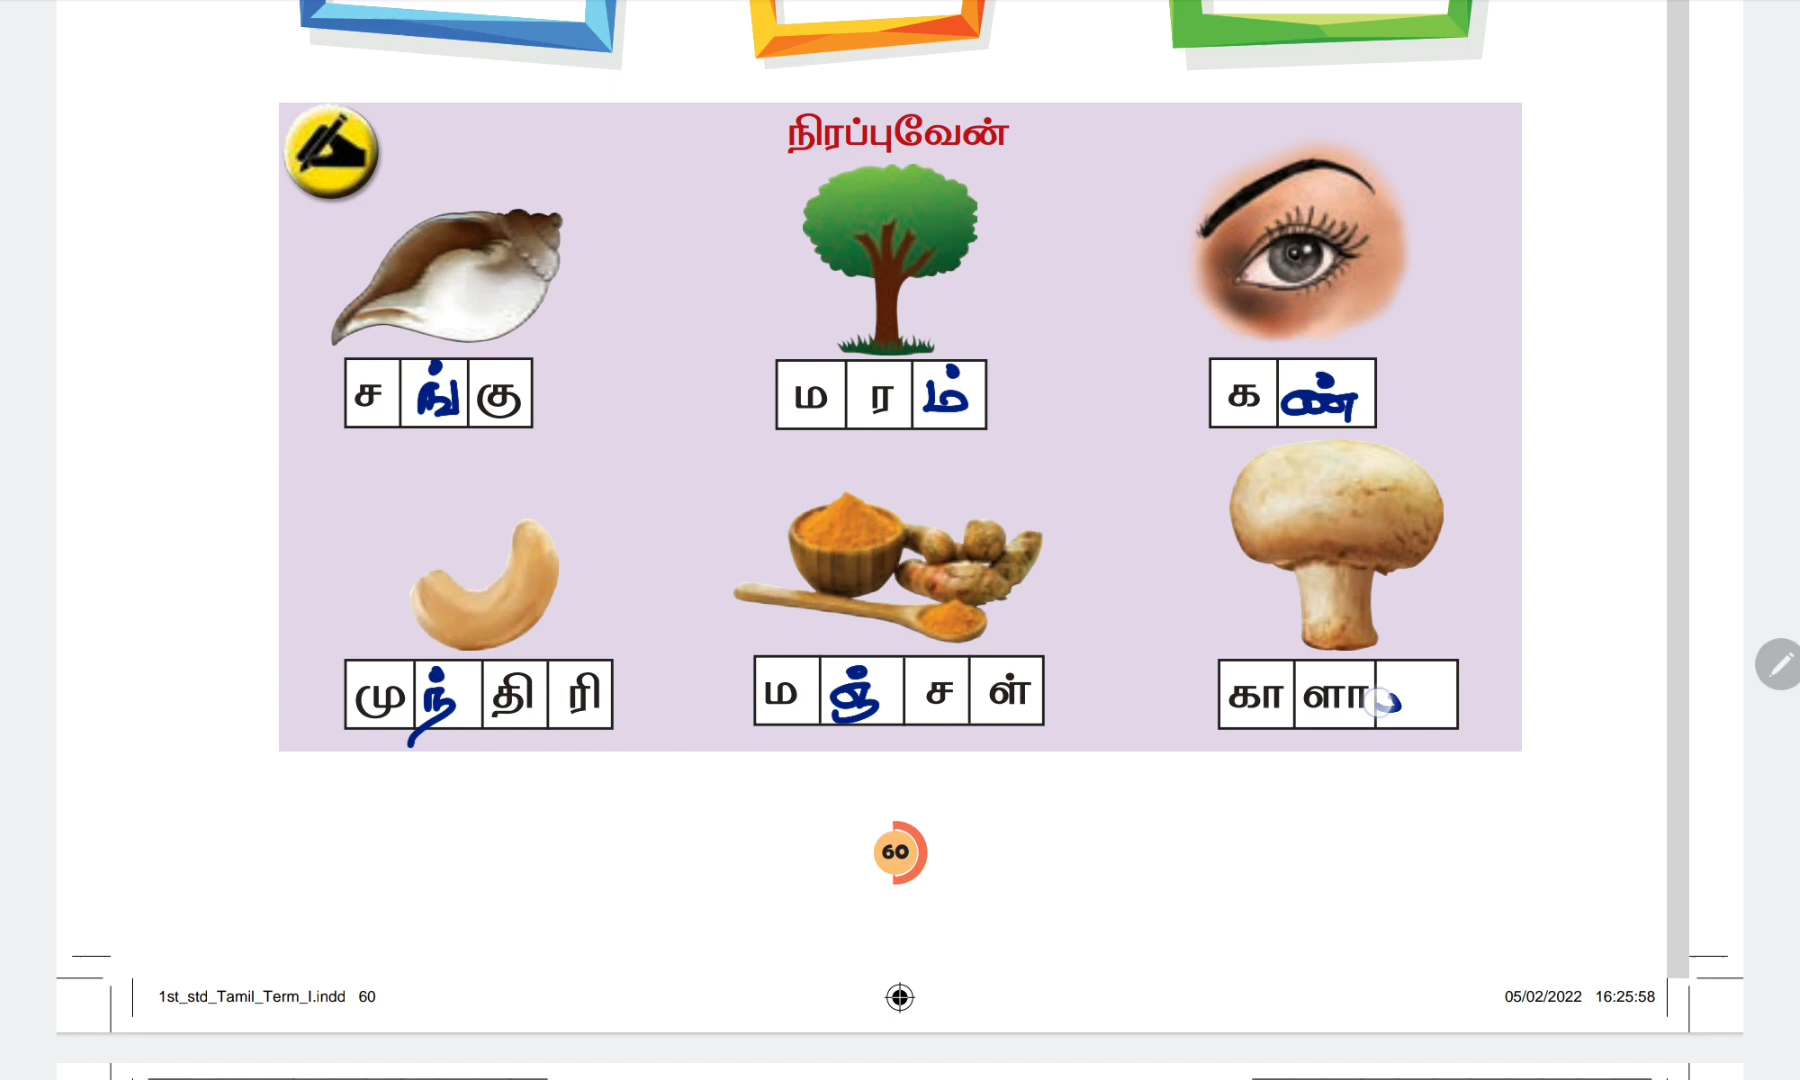 நிரப்புவேன்
ச ங் கு
ம ர ம்
க ண்
மு ந் தி ரி
ம ஞ் ச ள்
கா ளா
60
1st_std_Tamil_Term_I.indd 60
05/02/2022 16:25:58